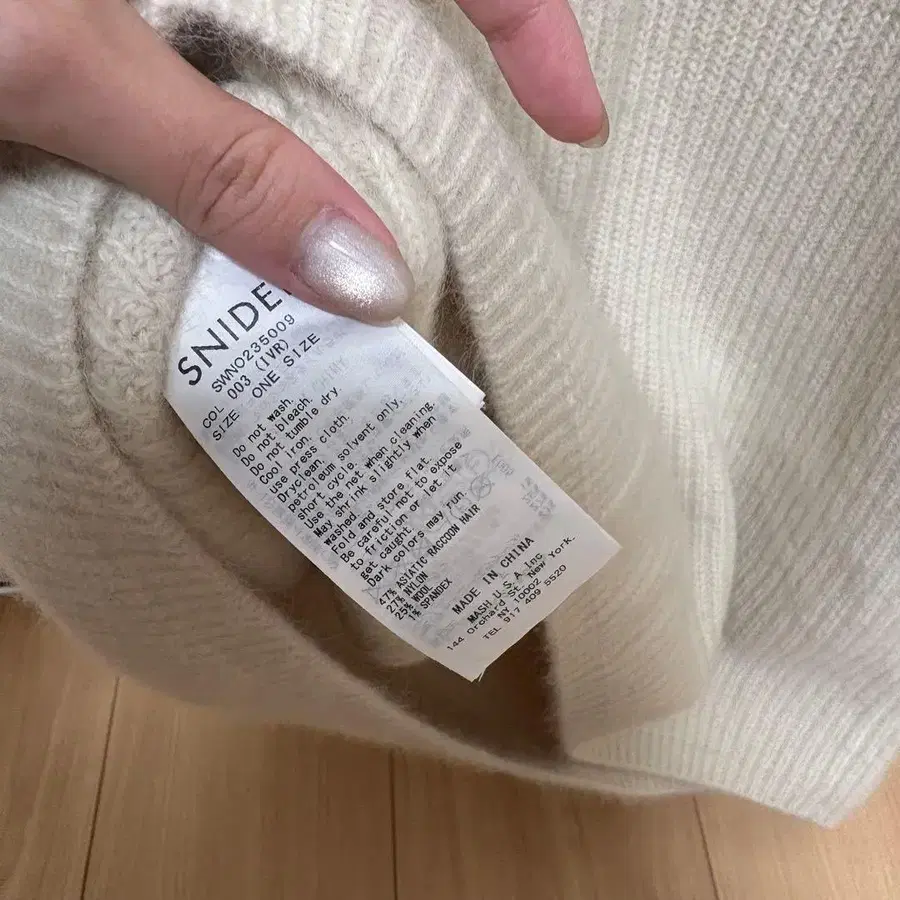 SNIDE
SWNO235009
COL 003 (IVR)
SIZE ONE SIZE
Do not wash.
Do not bleach.
Do not tumble dry.
Cool iron.
use press cloth.
Dryclean.
petroleum solvent only.
short cycle.
Use the net when cleaning.
May shrink slightly when
washed.
Fold and store flat.
Be careful not to expose
to friction or let it
get caught.
Dark colors may run.
47% ASIATIC RACCOON HAIR
27% NYLON
25% WOOL
1% SPANDEX
MADE IN CHINA
MASH U.S.A. Inc
144 Orchard St. New York.
NY 10002
TEL 917 409 5520